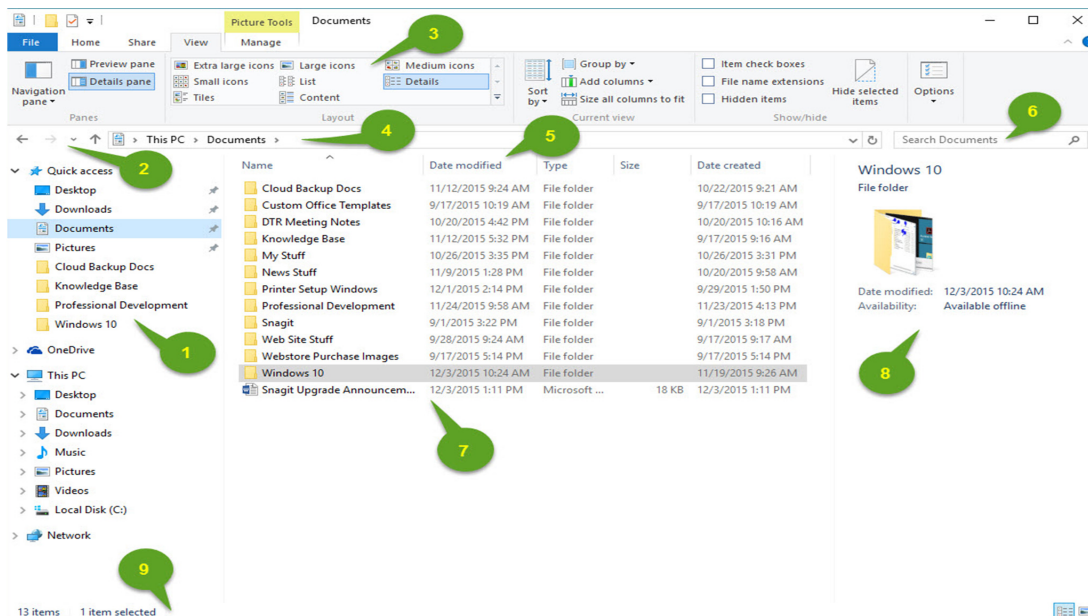 Picture Tools Documents
File Home Share View Manage
3
Preview pane Extra large icons Large icons Medium icons Group by Item check boxes
Details pane Small icons List Details Add columns File name extensions
Navigation pane Tiles Content Sort by Size all columns to fit Hidden items Hide selected items Options
Panes Layout Current view Show/hide
4 5 6
This PC > Documents > Search Documents
2
Name Date modified Type Size Date created
Quick access
Desktop
Downloads
Documents
Pictures
Cloud Backup Docs
Knowledge Base
Professional Development
Windows 10
1
OneDrive
This PC
Desktop
Documents
Downloads
Music
Pictures
Videos
Local Disk (C:)
Network
Cloud Backup Docs 11/12/2015 9:24 AM File folder 10/22/2015 9:21 AM
Custom Office Templates 9/17/2015 10:19 AM File folder 9/17/2015 10:19 AM
DTR Meeting Notes 10/20/2015 4:42 PM File folder 10/20/2015 10:16 AM
Knowledge Base 11/12/2015 5:32 PM File folder 9/17/2015 9:16 AM
My Stuff 10/26/2015 3:35 PM File folder 10/26/2015 3:31 PM
News Stuff 11/9/2015 1:28 PM File folder 10/20/2015 9:58 AM
Printer Setup Windows 12/1/2015 2:14 PM File folder 9/29/2015 1:50 PM
Professional Development 11/24/2015 9:58 AM File folder 11/23/2015 4:13 PM
Snagit 9/1/2015 3:22 PM File folder 9/1/2015 3:18 PM
Web Site Stuff 9/28/2015 9:24 AM File folder 9/17/2015 9:17 AM
Webstore Purchase Images 9/17/2015 5:14 PM File folder 9/17/2015 5:14 PM
Windows 10 12/3/2015 10:24 AM File folder 11/19/2015 9:26 AM
Snagit Upgrade Announcem... 12/3/2015 1:11 PM Microsoft ... 18 KB 12/3/2015 1:11 PM
7
Windows 10
File folder
Date modified: 12/3/2015 10:24 AM
Availability: Available offline
8
9
13 items 1 item selected